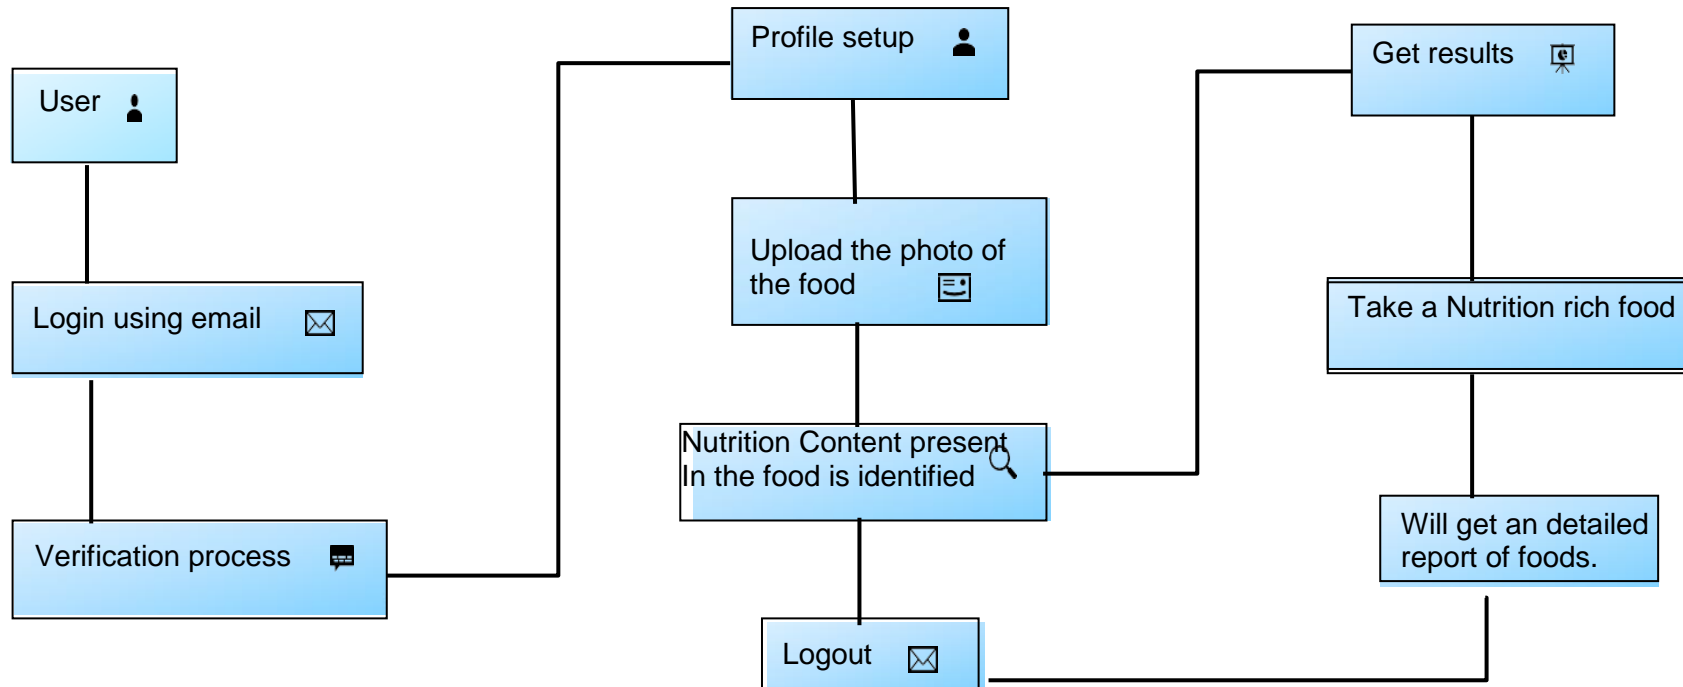 User
Login using email
Verification process
Profile setup
Upload the photo of
the food
Nutrition Content present
In the food is identified
Logout
Get results
Take a Nutrition rich food
Will get an detailed
report of foods.